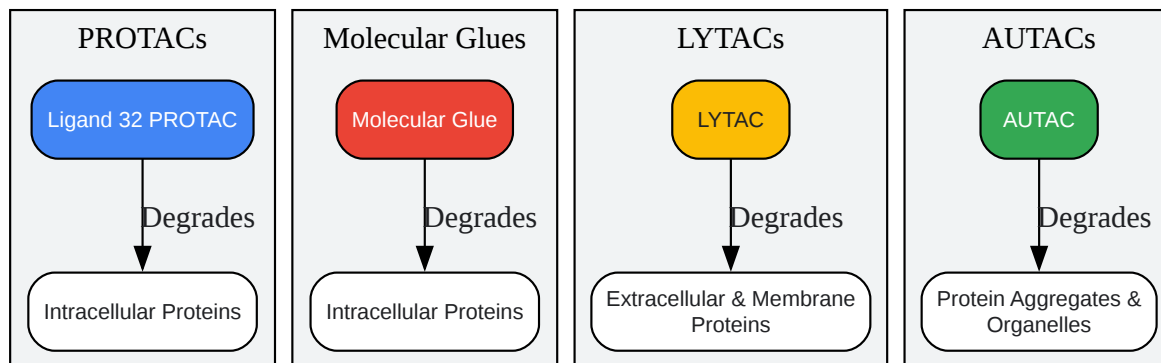 PROTACs
Ligand 32 PROTAC
Degrades
Intracellular Proteins
Molecular Glues
Molecular Glue
Degrades
Intracellular Proteins
LYTACs
LYTAC
Degrades
Extracellular & Membrane
Proteins
AUTACs
AUTAC
Degrades
Protein Aggregates &
Organelles